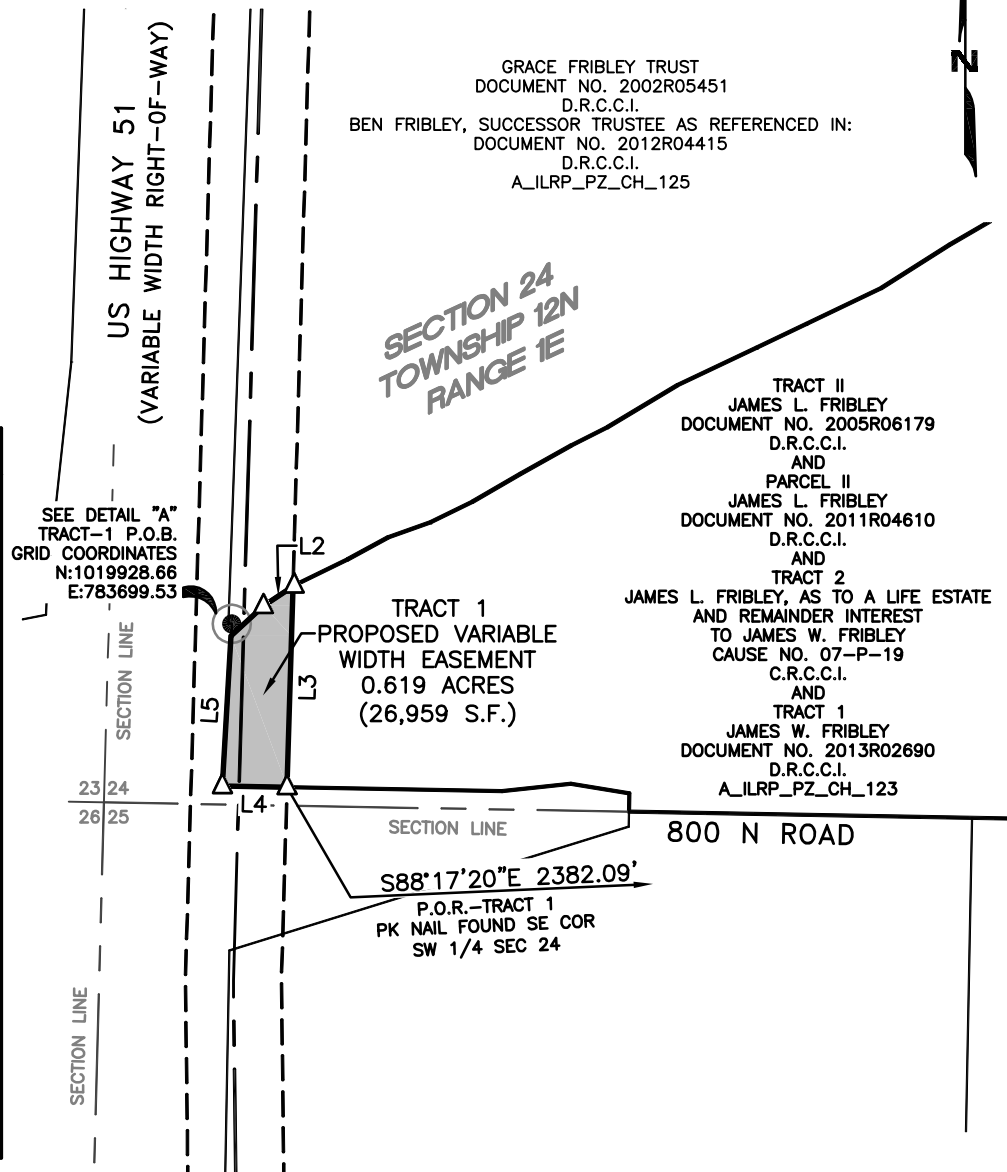 US HIGHWAY 51
(VARIABLE WIDTH RIGHT-OF-WAY)
GRACE FRIBLEY TRUST
DOCUMENT NO. 2002R05451
D.R.C.C.I.
BEN FRIBLEY, SUCCESSOR TRUSTEE AS REFERENCED IN:
DOCUMENT NO. 2012R04415
D.R.C.C.I.
A_ILRP_PZ_CH_125
N
SECTION 24
TOWNSHIP 12N
RANGE 1E
TRACT II
JAMES L. FRIBLEY
DOCUMENT NO. 2005R06179
D.R.C.C.I.
AND
PARCEL II
JAMES L. FRIBLEY
DOCUMENT NO. 2011R04610
D.R.C.C.I.
AND
TRACT 2
JAMES L. FRIBLEY, AS TO A LIFE ESTATE
AND REMAINDER INTEREST
TO JAMES W. FRIBLEY
CAUSE NO. 07-P-19
C.R.C.C.I.
AND
TRACT 1
JAMES W. FRIBLEY
DOCUMENT NO. 2013R02690
D.R.C.C.I.
A_ILRP_PZ_CH_123
SEE DETAIL "A"
TRACT-1 P.O.B.
GRID COORDINATES
N:1019928.66
E:783699.53
L2
TRACT 1
PROPOSED VARIABLE
WIDTH EASEMENT
0.619 ACRES
(26,959 S.F.)
L3
L5
SECTION LINE
23 24
26 25
L4
SECTION LINE
800 N ROAD
S88°17'20"E 2382.09'
P.O.R.-TRACT 1
PK NAIL FOUND SE COR
SW 1/4 SEC 24
SECTION LINE